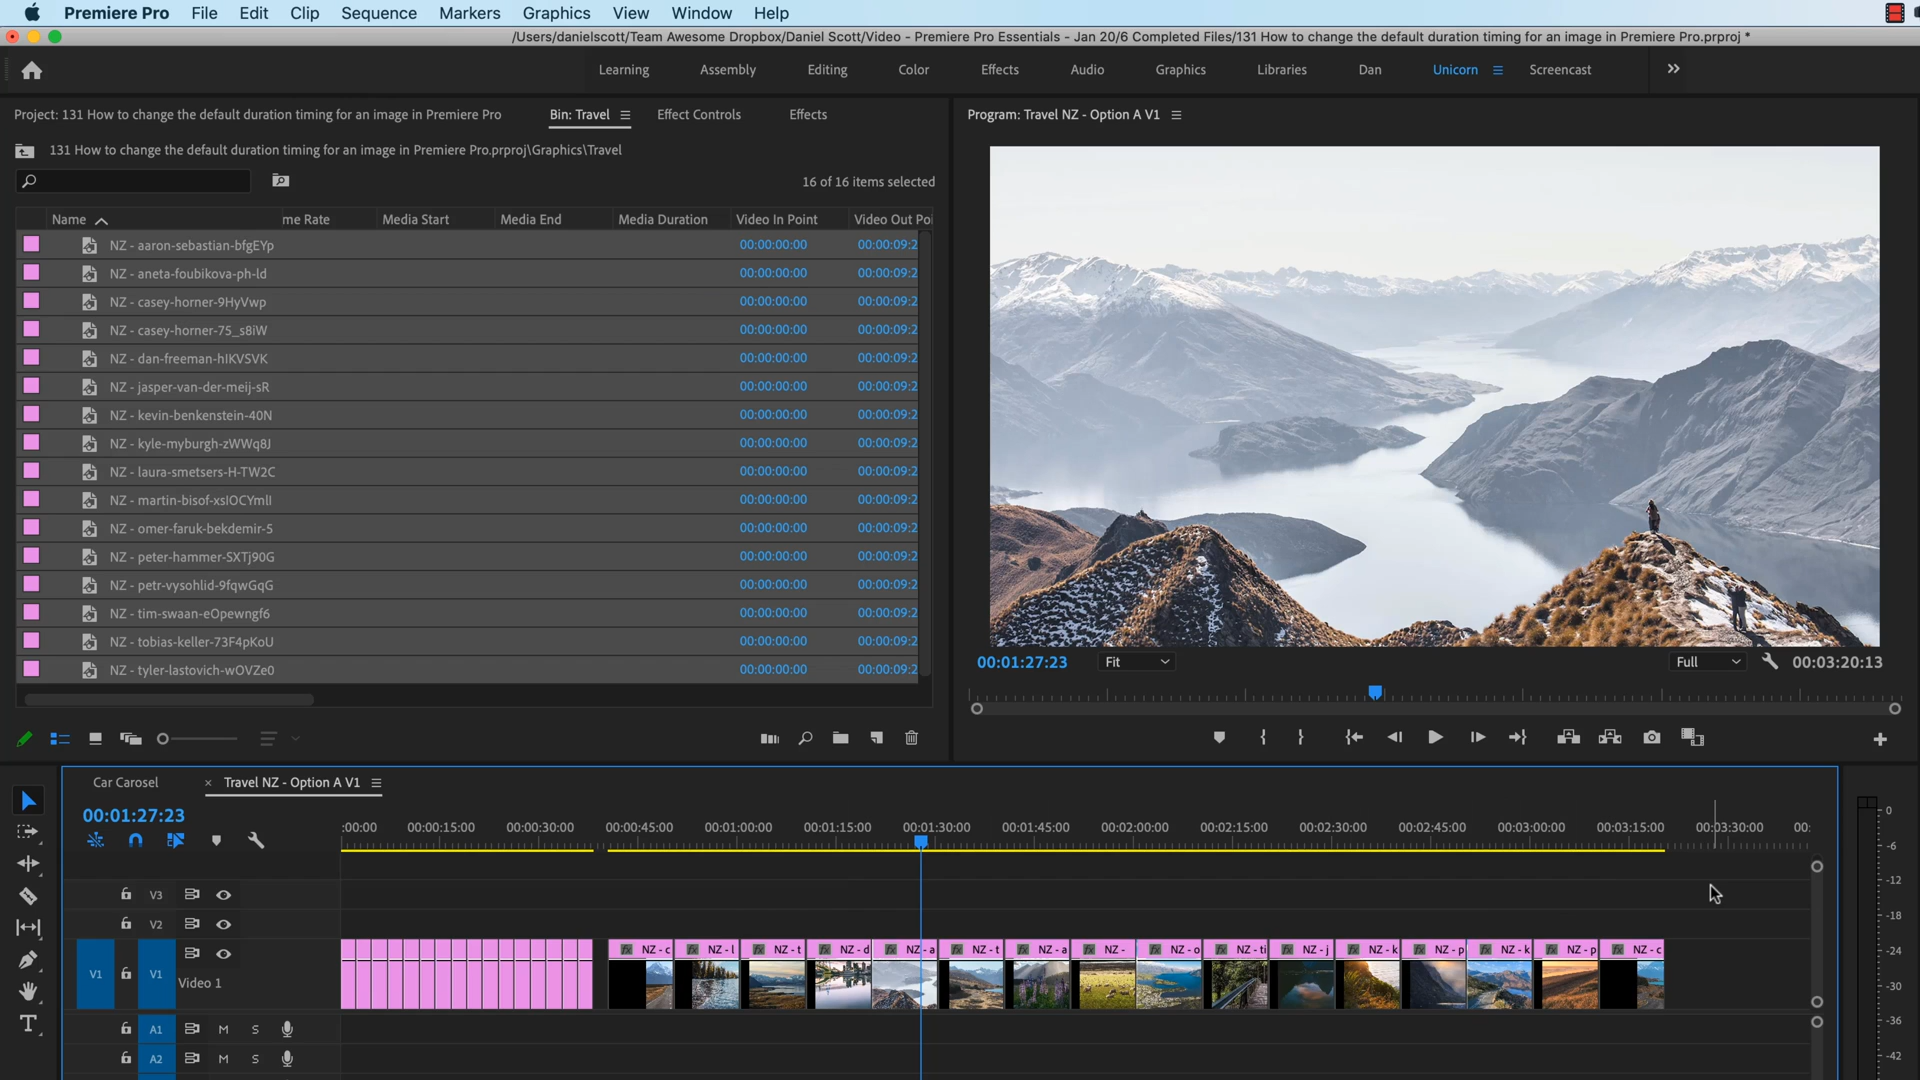 Premiere Pro File Edit Clip Sequence Markers Graphics View Window Help
/Users/danielscott/Team Awesome Dropbox/Daniel Scott/Video - Premiere Pro Essentials - Jan 20/6 Completed Files/131 How to change the default duration timing for an image in Premiere Pro.prproj *
Learning Assembly Editing Color Effects Audio Graphics Libraries Dan Unicorn Screencast
Project: 131 How to change the default duration timing for an image in Premiere Pro Bin: Travel Effect Controls Effects
131 How to change the default duration timing for an image in Premiere Pro.prproj\Graphics\Travel
16 of 16 items selected
Name me Rate Media Start Media End Media Duration Video In Point Video Out Poi
NZ - aaron-sebastian-bfgEYp 00:00:00:00 00:00:09:2
NZ - aneta-foubikova-ph-ld 00:00:00:00 00:00:09:2
NZ - casey-horner-9HyVwp 00:00:00:00 00:00:09:2
NZ - casey-horner-75_s8iW 00:00:00:00 00:00:09:2
NZ - dan-freeman-hIKVSVK 00:00:00:00 00:00:09:2
NZ - jasper-van-der-meij-sR 00:00:00:00 00:00:09:2
NZ - kevin-benkenstein-40N 00:00:00:00 00:00:09:2
NZ - kyle-myburgh-zWWq8J 00:00:00:00 00:00:09:2
NZ - laura-smetsers-H-TW2C 00:00:00:00 00:00:09:2
NZ - martin-bisof-xsIOCYmlI 00:00:00:00 00:00:09:2
NZ - omer-faruk-bekdemir-5 00:00:00:00 00:00:09:2
NZ - peter-hammer-SXTj90G 00:00:00:00 00:00:09:2
NZ - petr-vysohlid-9fqwGqG 00:00:00:00 00:00:09:2
NZ - tim-swaan-eOpewngf6 00:00:00:00 00:00:09:2
NZ - tobias-keller-73F4pKoU 00:00:00:00 00:00:09:2
NZ - tyler-lastovich-wOVZe0 00:00:00:00 00:00:09:2
Program: Travel NZ - Option A V1
00:01:27:23 Fit Full 00:03:20:13
Car Carosel × Travel NZ - Option A V1
00:01:27:23
:00:00 00:00:15:00 00:00:30:00 00:00:45:00 00:01:00:00 00:01:15:00 00:01:30:00 00:01:45:00 00:02:00:00 00:02:15:00 00:02:30:00 00:02:45:00 00:03:00:00 00:03:15:00 00:03:30:00 00:
V3
V2
fx NZ - c fx NZ - l fx NZ - t fx NZ - d fx NZ - a fx NZ - t fx NZ - a fx NZ - fx NZ - o fx NZ - ti fx NZ - j fx NZ - k fx NZ - p fx NZ - k fx NZ - p fx NZ - c
V1 V1 Video 1
A1 M S
A2 M S
0
-6
-12
-18
-24
-30
-36
-42